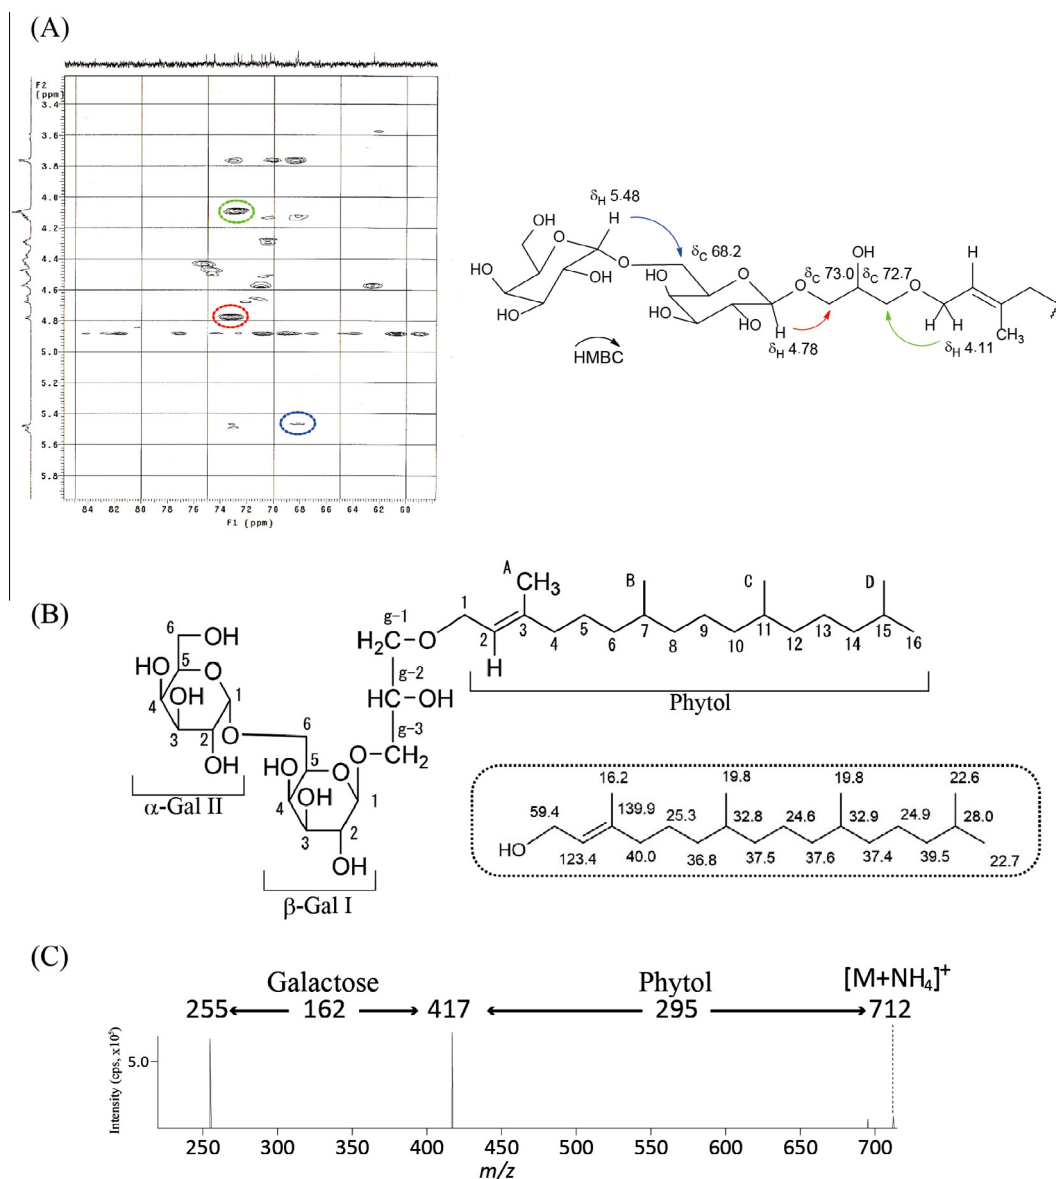 (A)
F2
(ppm)
3.4
3.6
3.8
4.0
4.2
4.4
4.6
4.8
5.0
5.2
5.4
5.6
5.8
84 82 80 78 76 74 72 70 68 66 64 62 60
F1 (ppm)
δH 5.48
H
OH
O
HO
OH
HO
O
δC 68.2
HO
O
HO
OH
H
O
δC 73.0
OH
δC 72.7
O
H
H H
CH3
δH 4.78
δH 4.11
HMBC
(B)
A
CH3
B
C
D
1
2
3
4
5
6
7
8
9
10
11
12
13
14
15
16
H
Phytol
g-1
H2C
O
g-2
HC-OH
g-3
O-CH2
6
OH
HO
5
O
OH
4
1
3
2
O
OH
α-Gal II
6
HO
5
O
OH
4
1
3
2
OH
β-Gal I
16.2
19.8
19.8
22.6
59.4
139.9
25.3
32.8
24.6
32.9
24.9
28.0
HO
123.4
40.0
36.8
37.5
37.6
37.4
39.5
22.7
(C)
Galactose
Phytol
[M+NH4]+
255 162 417 295 712
Intensity (cps, x10⁵)
5.0
250 300 350 400 450 500 550 600 650 700
m/z